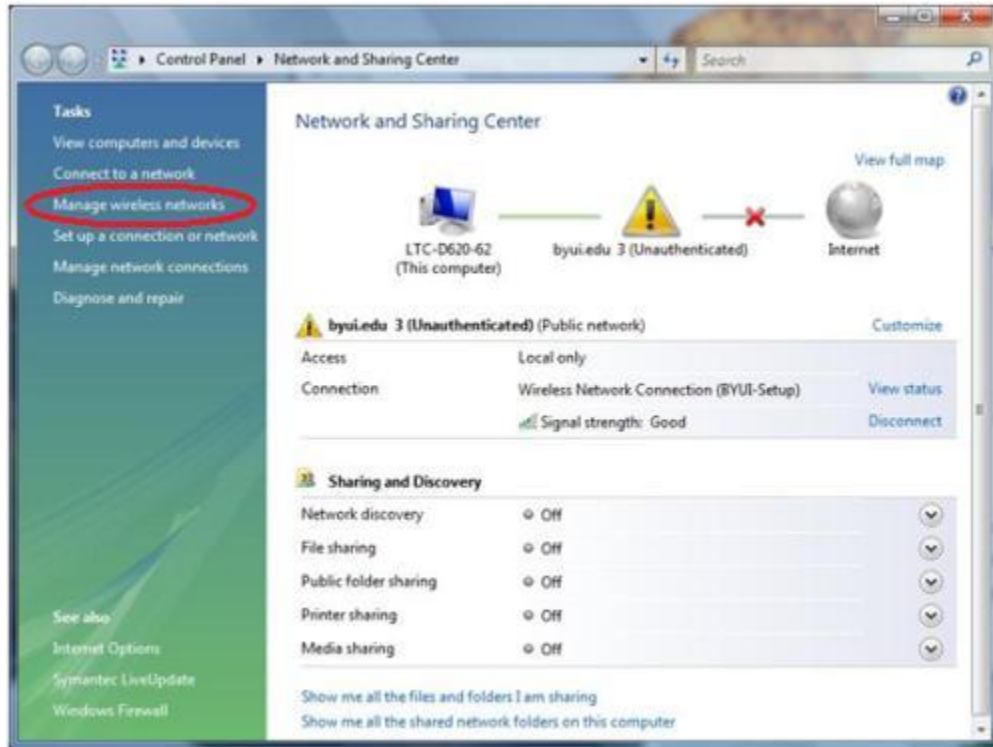 Control Panel Network and Sharing Center
Search
Tasks
View computers and devices
Connect to a network
Manage wireless networks
Set up a connection or network
Manage network connections
Diagnose and repair
See also
Internet Options
Symantec LiveUpdate
Windows Firewall
Network and Sharing Center
View full map
LTC-D620-62
(This computer)
byui.edu 3 (Unauthenticated)
Internet
byui.edu 3 (Unauthenticated) (Public network) Customize
Access Local only
Connection Wireless Network Connection (BYUI-Setup) View status
Signal strength: Good Disconnect
Sharing and Discovery
Network discovery Off
File sharing Off
Public folder sharing Off
Printer sharing Off
Media sharing Off
Show me all the files and folders I am sharing
Show me all the shared network folders on this computer